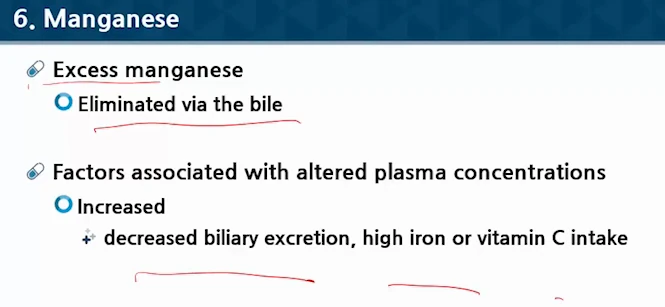 6. Manganese
Excess manganese
Eliminated via the bile
Factors associated with altered plasma concentrations
Increased
decreased biliary excretion, high iron or vitamin C intake